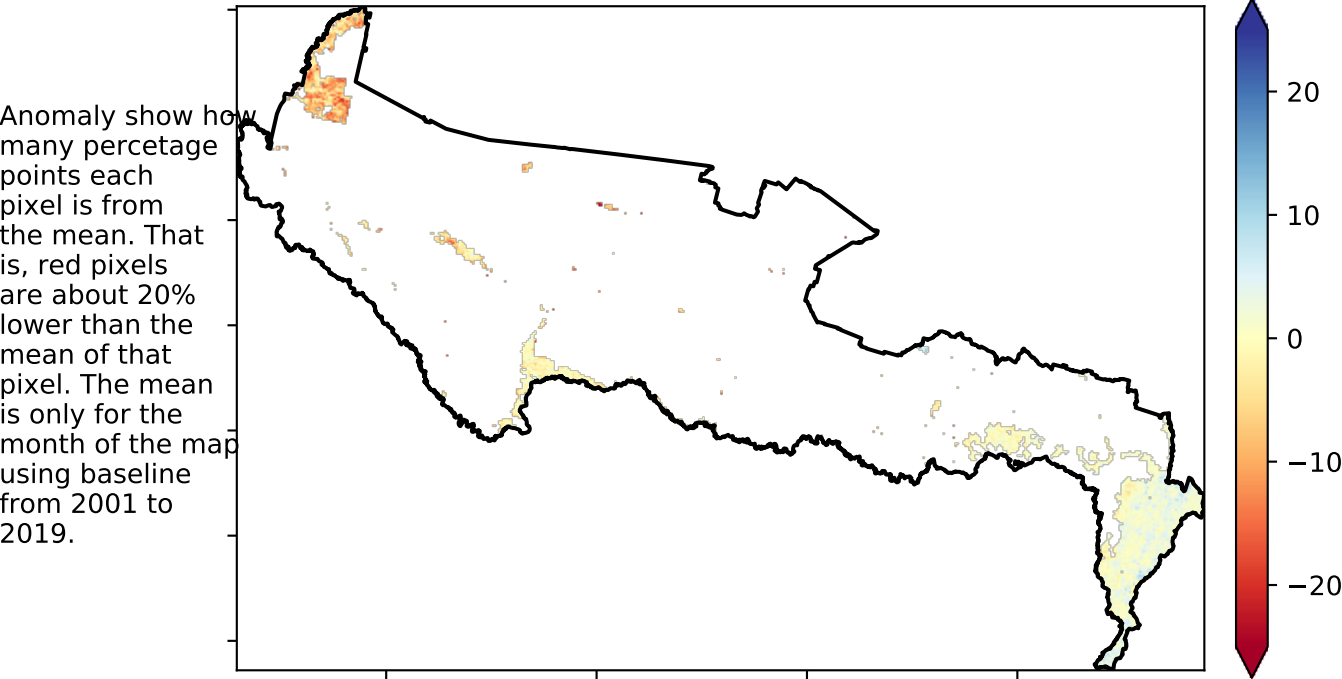 Anomaly show how
many percetage
points each
pixel is from
the mean. That
is, red pixels
are about 20%
lower than the
mean of that
pixel. The mean
is only for the
month of the map
using baseline
from 2001 to
2019.
20
10
0
−10
−20